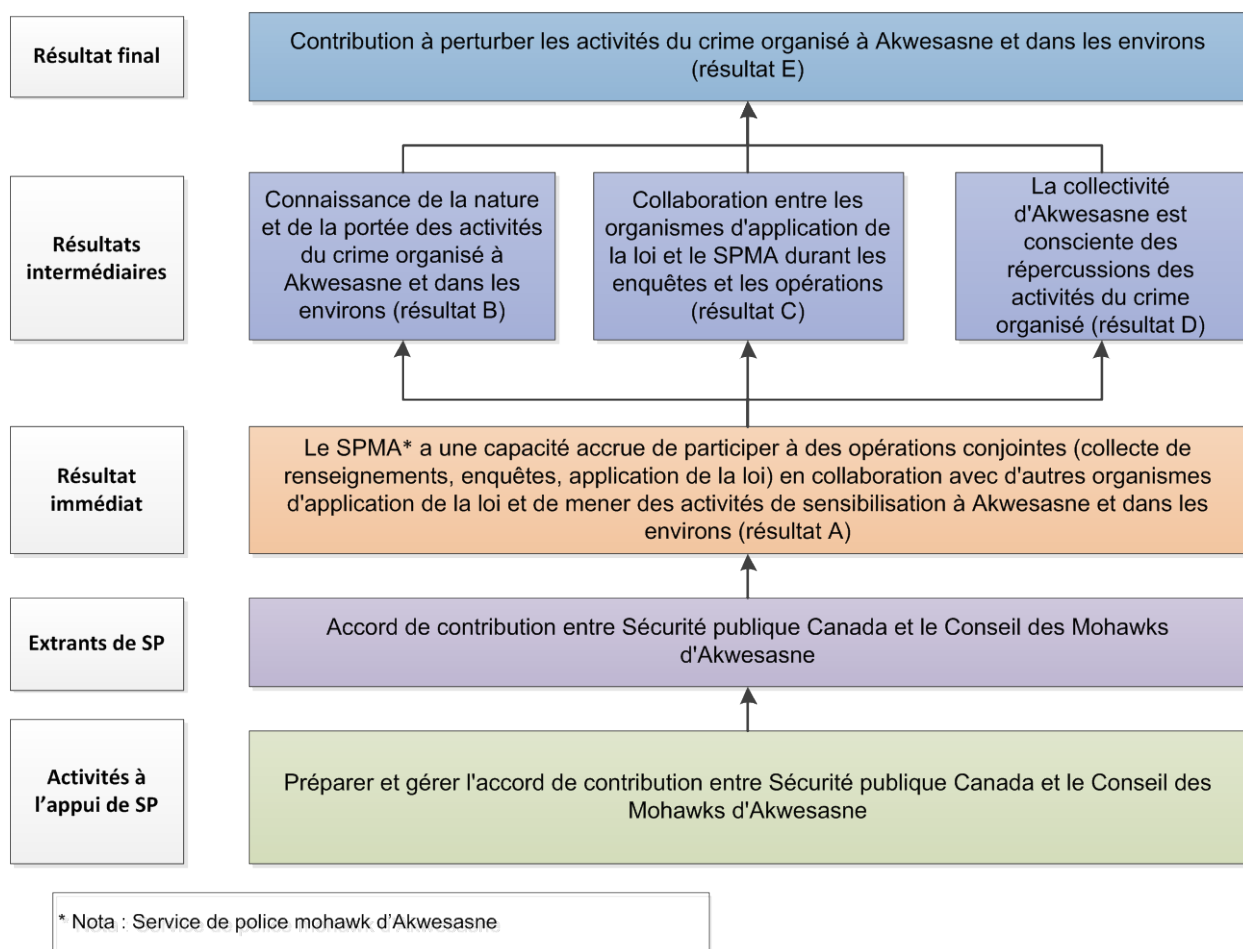 Résultat final
Contribution à perturber les activités du crime organisé à Akwesasne et dans les environs
(résultat E)
Résultats
intermédiaires
Connaissance de la nature
et de la portée des activités
du crime organisé à
Akwesasne et dans les
environs (résultat B)
Collaboration entre les
organismes d'application de
la loi et le SPMA durant les
enquêtes et les opérations
(résultat C)
La collectivité
d'Akwesasne est
consciente des
répercussions des
activités du crime
organisé (résultat D)
Résultat
immédiat
Le SPMA* a une capacité accrue de participer à des opérations conjointes (collecte de
renseignements, enquêtes, application de la loi) en collaboration avec d'autres organismes
d'application de la loi et de mener des activités de sensibilisation à Akwesasne et dans les
environs (résultat A)
Extrants de SP
Accord de contribution entre Sécurité publique Canada et le Conseil des Mohawks
d'Akwesasne
Activités à
l’appui de SP
Préparer et gérer l'accord de contribution entre Sécurité publique Canada et le Conseil des
Mohawks d'Akwesasne
* Nota : Service de police mohawk d’Akwesasne